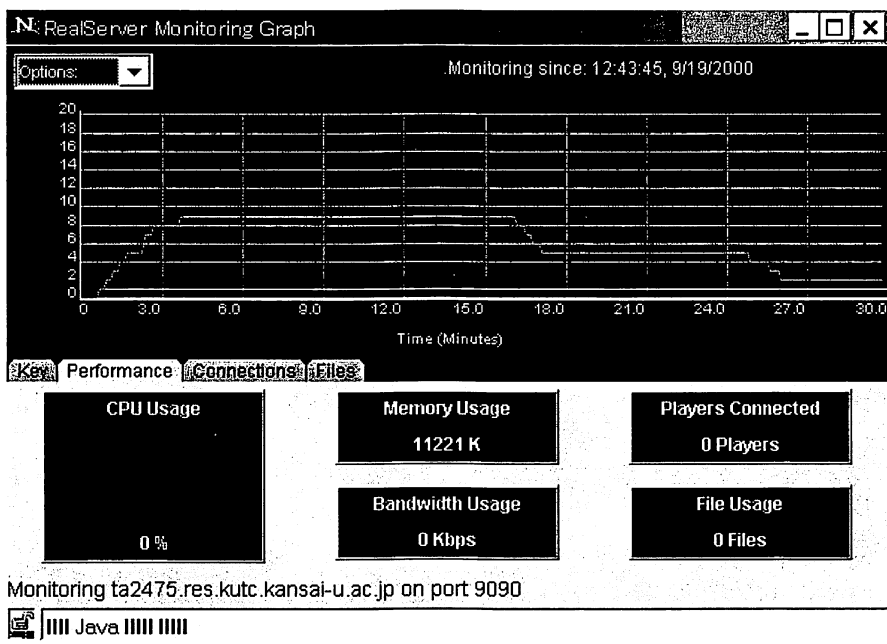 N RealServer Monitoring Graph
Options:
Monitoring since: 12:43:45, 9/19/2000
20
18
16
14
12
10
8
6
4
2
0
0 3.0 6.0 9.0 12.0 15.0 18.0 21.0 24.0 27.0 30.0
Time (Minutes)
Key Performance Connections Files
CPU Usage
0 %
Memory Usage
11221 K
Players Connected
0 Players
Bandwidth Usage
0 Kbps
File Usage
0 Files
Monitoring ta2475.res.kutc.kansai-u.ac.jp on port 9090
Java